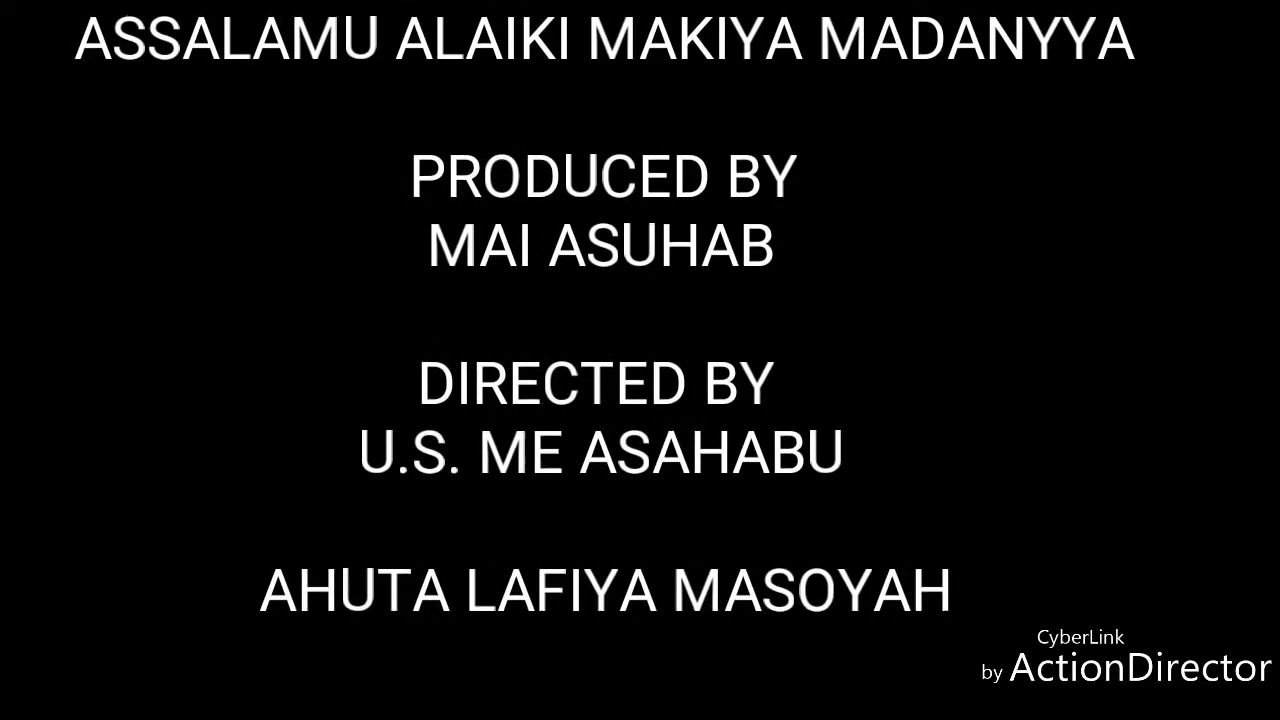 ASSALAMU ALAIKI MAKIYA MADANYYA
PRODUCED BY
MAI ASUHAB
DIRECTED BY
U.S. ME ASAHABU
AHUTA LAFIYA MASOYAH
CyberLink
by ActionDirector